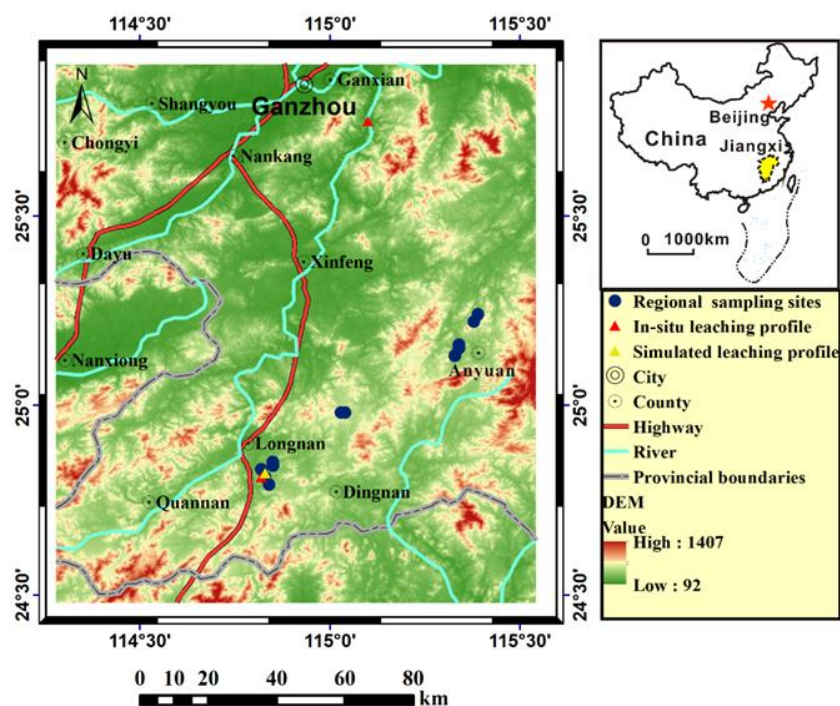 114°30'
115°0'
115°30'
N
Ganxian
Shangyou
Ganzhou
Chongyi
Nankang
25°30'
25°30'
Dayu
Xinfeng
Nanxiong
Anyuan
25°0'
25°0'
Longnan
Quannan
Dingnan
24°30'
24°30'
114°30'
115°0'
115°30'
0 10 20 40 60 80
km
Beijing
China
Jiangxi
0 1000km
Regional sampling sites
In-situ leaching profile
Simulated leaching profile
City
County
Highway
River
Provincial boundaries
DEM
Value
High : 1407
Low : 92